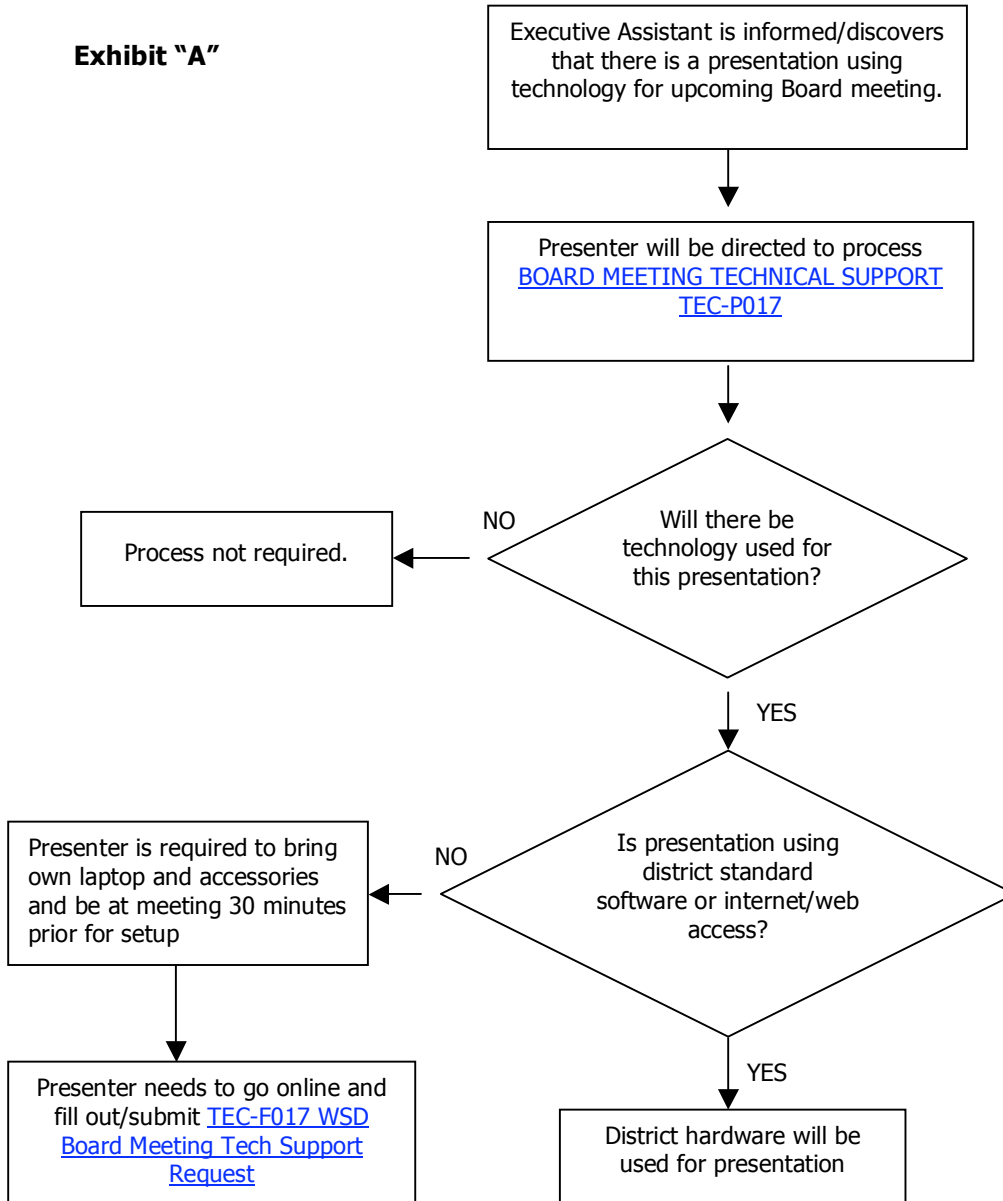 Exhibit “A”
Executive Assistant is informed/discovers
that there is a presentation using
technology for upcoming Board meeting.
Presenter will be directed to process
BOARD MEETING TECHNICAL SUPPORT
TEC-P017
Will there be
technology used for
this presentation?
NO
Process not required.
YES
Is presentation using
district standard
software or internet/web
access?
NO
Presenter is required to bring
own laptop and accessories
and be at meeting 30 minutes
prior for setup
Presenter needs to go online and
fill out/submit TEC-F017 WSD
Board Meeting Tech Support
Request
YES
District hardware will be
used for presentation